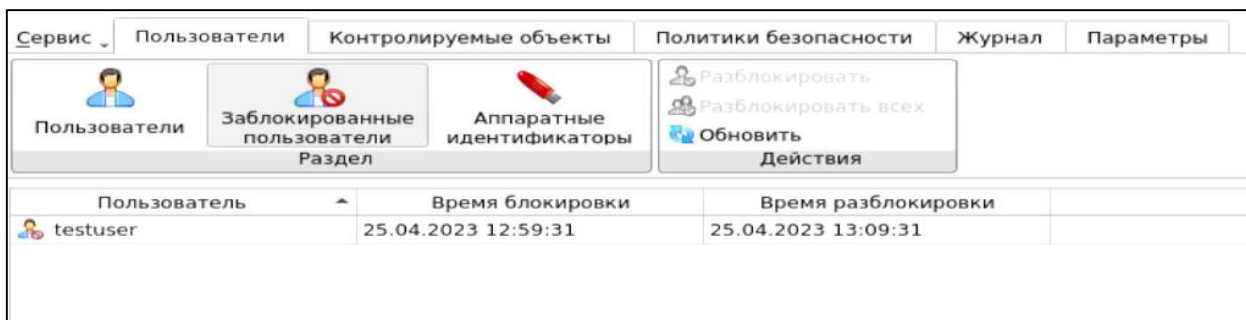 Сервис Пользователи Контролируемые объекты Политики безопасности Журнал Параметры
Пользователи
Заблокированные
пользователи
Аппаратные
идентификаторы
Раздел
Разблокировать
Разблокировать всех
Обновить
Действия
Пользователь Время блокировки Время разблокировки
testuser 25.04.2023 12:59:31 25.04.2023 13:09:31